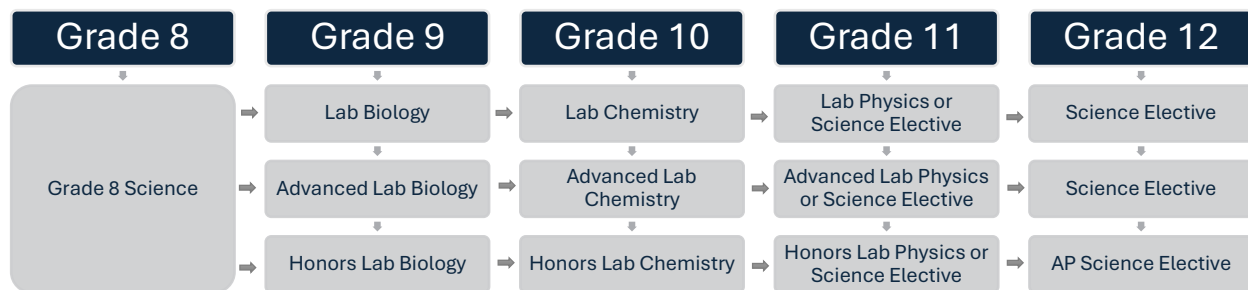 Grade 8
Grade 9
Grade 10
Grade 11
Grade 12
Grade 8 Science
Lab Biology
Lab Chemistry
Lab Physics or
Science Elective
Science Elective
Advanced Lab Biology
Advanced Lab
Chemistry
Advanced Lab Physics
or Science Elective
Science Elective
Honors Lab Biology
Honors Lab Chemistry
Honors Lab Physics or
Science Elective
AP Science Elective